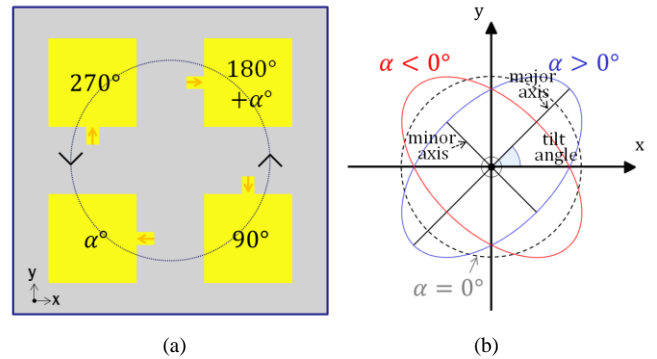 270°
180°
+α°
α°
90°
y
x
(a)
y
α < 0°
α > 0°
major
axis
minor
axis
tilt
angle
x
α = 0°
(b)